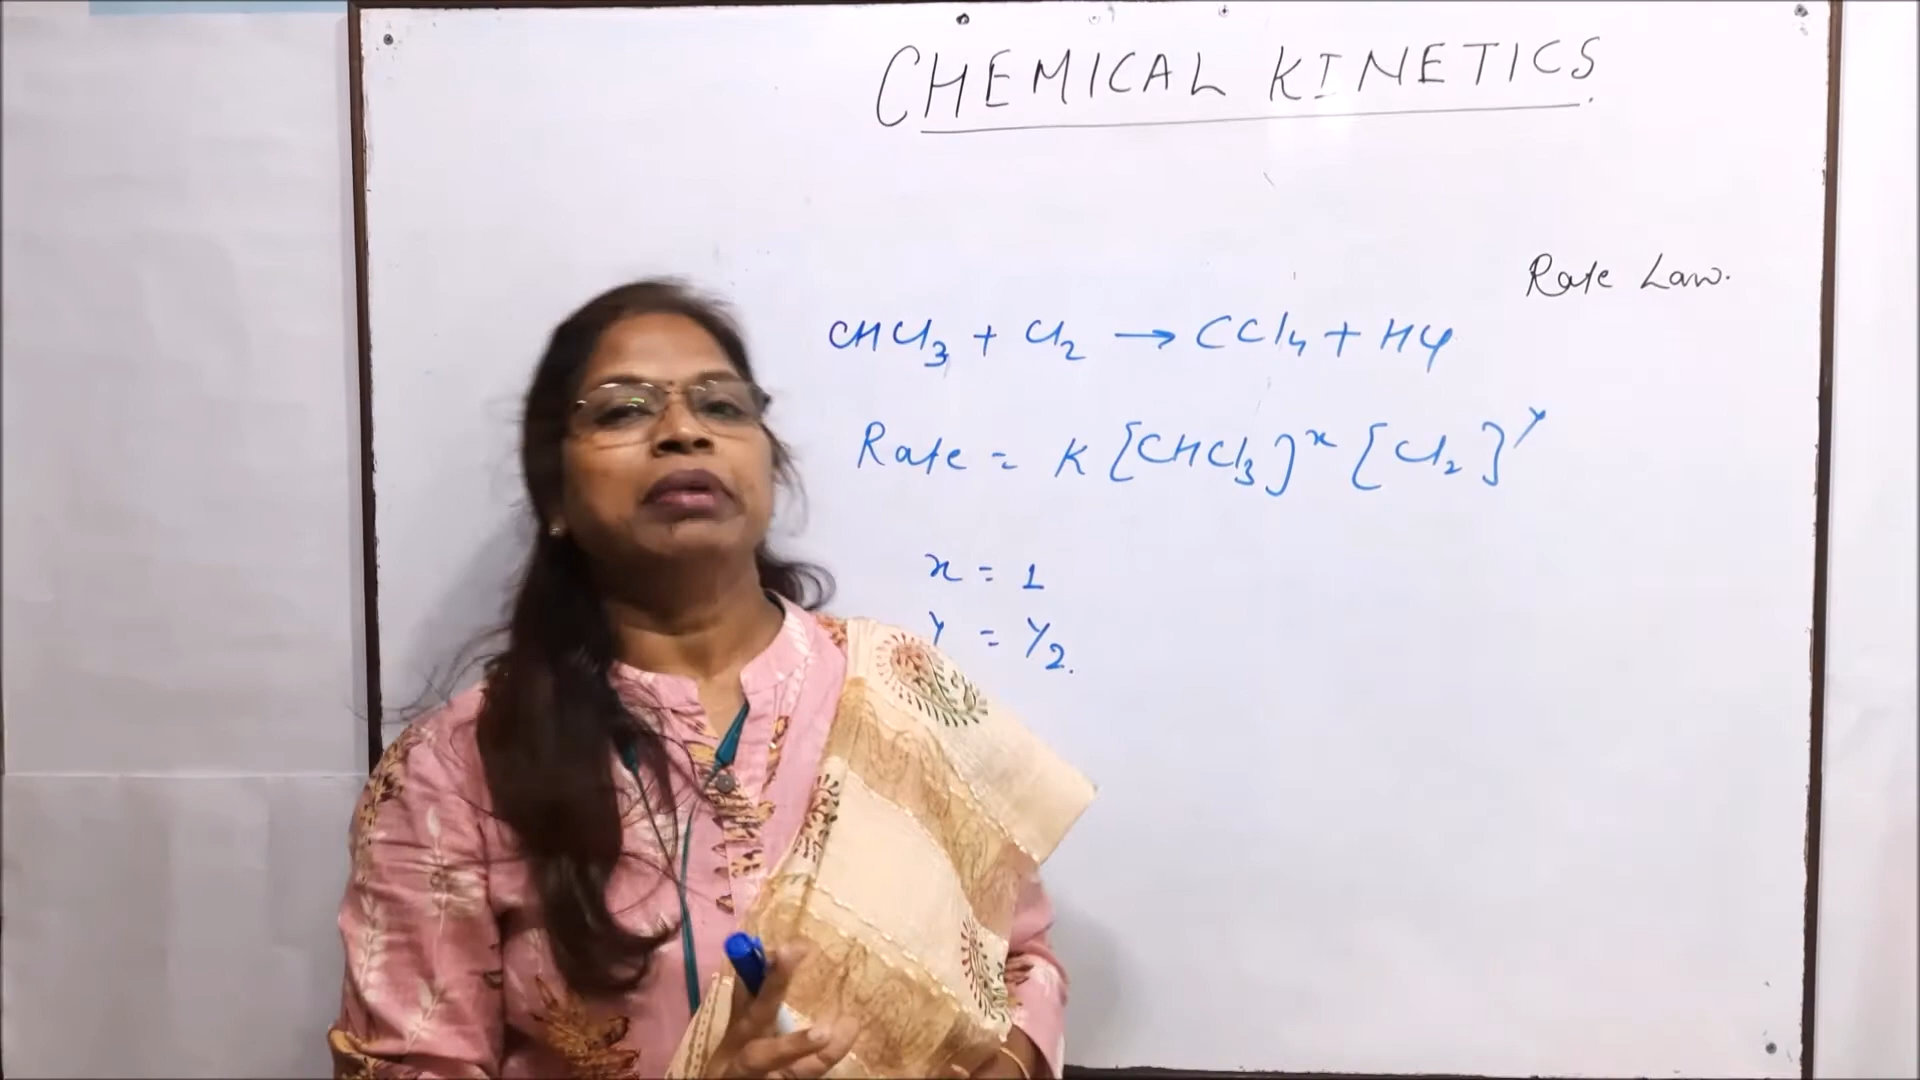 CHEMICAL KINETICS
Rate Law.
CHCl3 + Cl2 → CCl4 + HCl
Rate = K [CHCl3]^x [Cl2]^y
x = 1
y = 1/2.